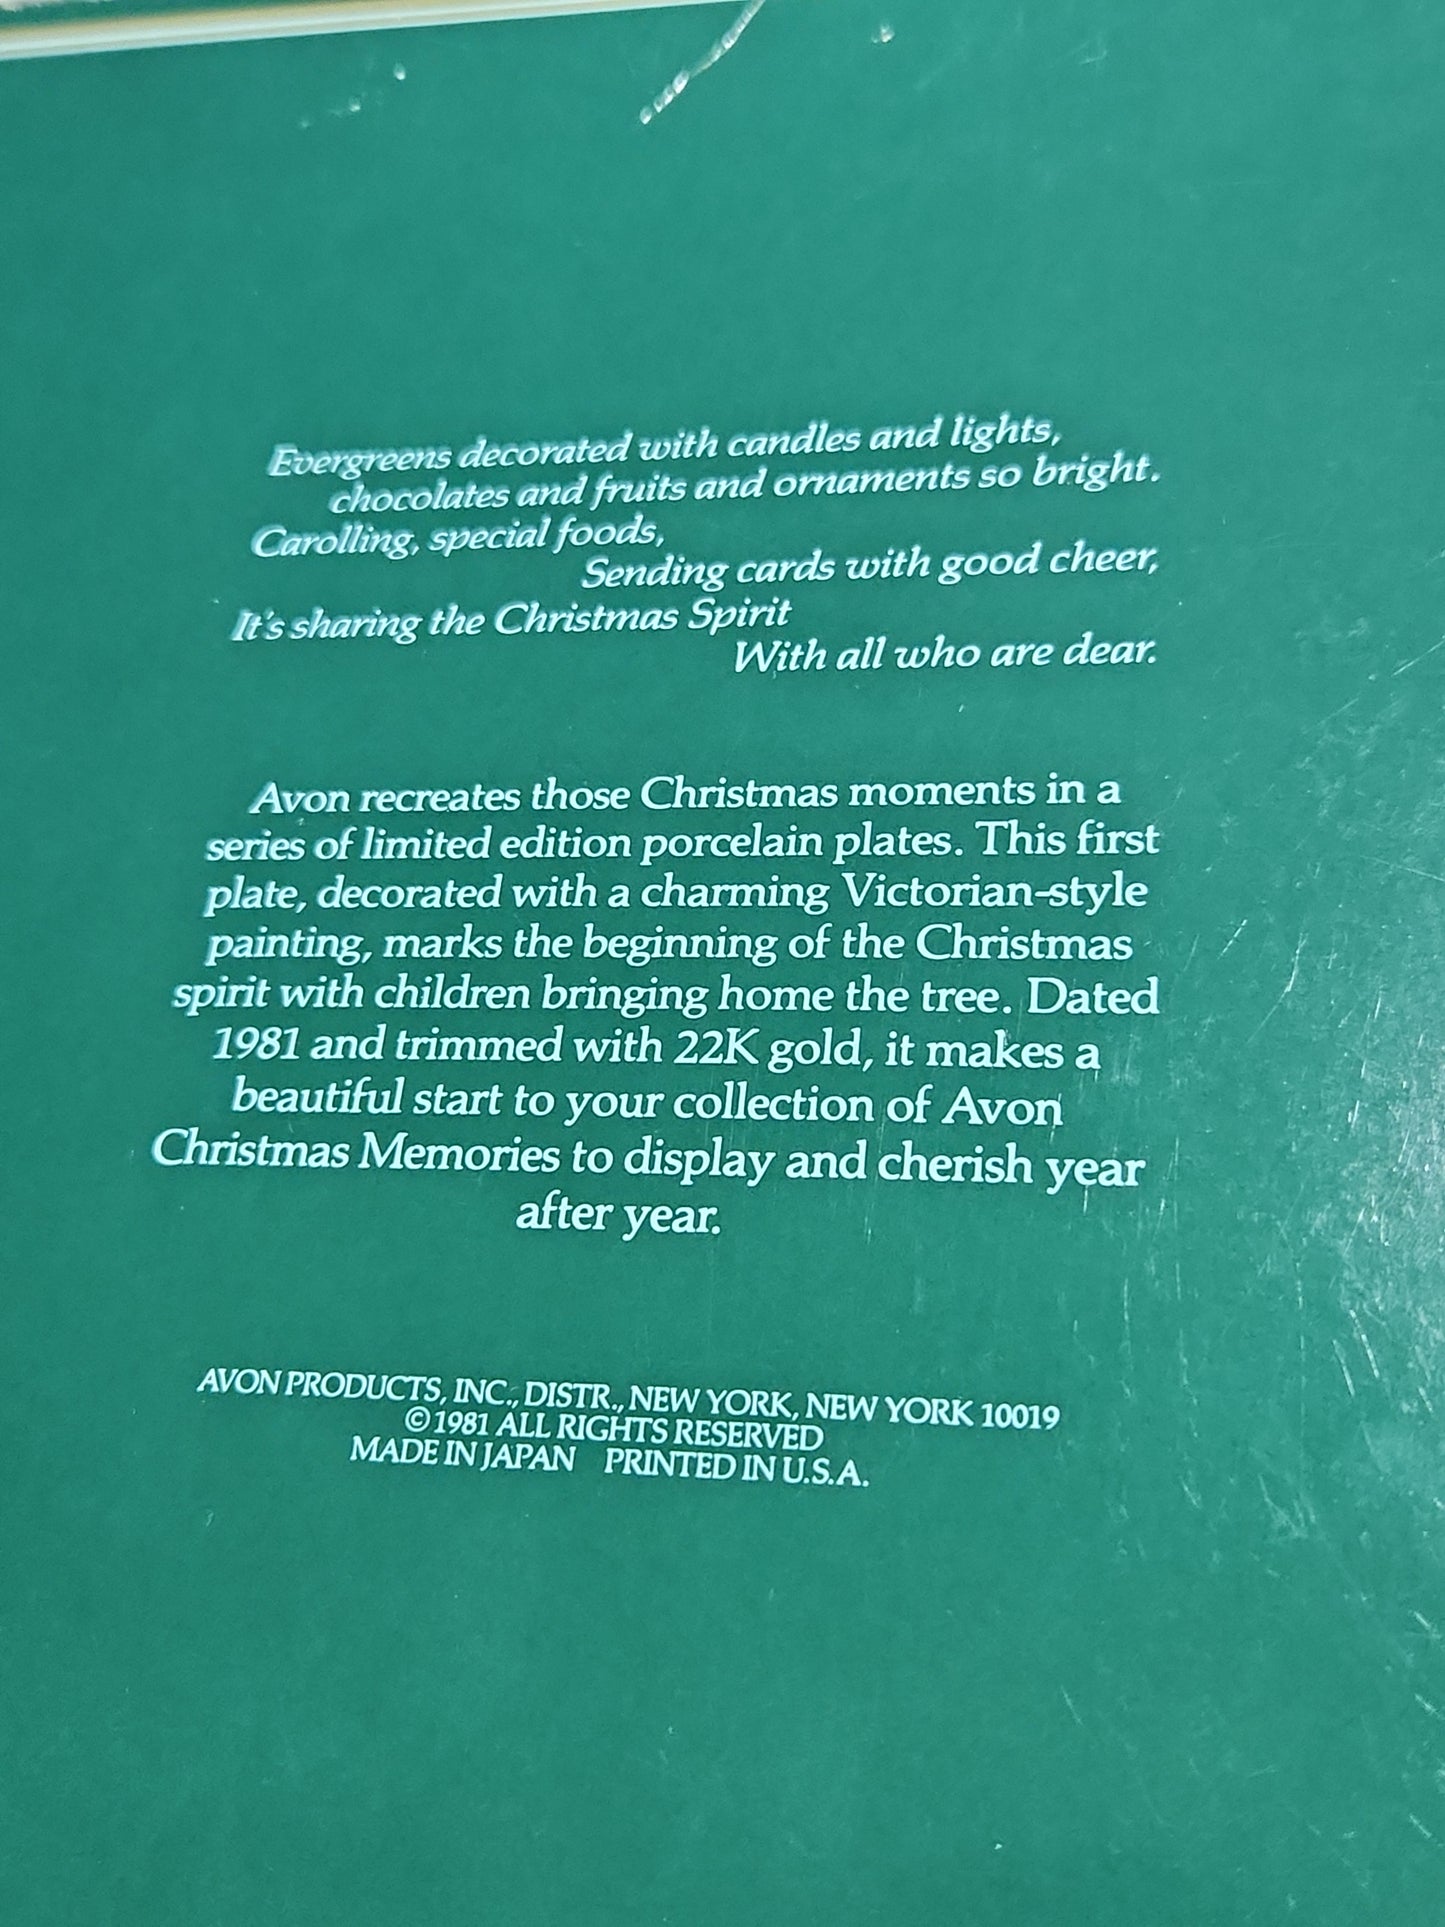 Evergreens decorated with candles and lights,
chocolates and fruits and ornaments so bright.
Carolling, special foods,
Sending cards with good cheer,
It's sharing the Christmas Spirit
With all who are dear.
Avon recreates those Christmas moments in a
series of limited edition porcelain plates. This first
plate, decorated with a charming Victorian-style
painting, marks the beginning of the Christmas
spirit with children bringing home the tree. Dated
1981 and trimmed with 22K gold, it makes a
beautiful start to your collection of Avon
Christmas Memories to display and cherish year
after year.
AVON PRODUCTS, INC., DISTR., NEW YORK, NEW YORK 10019
© 1981 ALL RIGHTS RESERVED
MADE IN JAPAN PRINTED IN U.S.A.